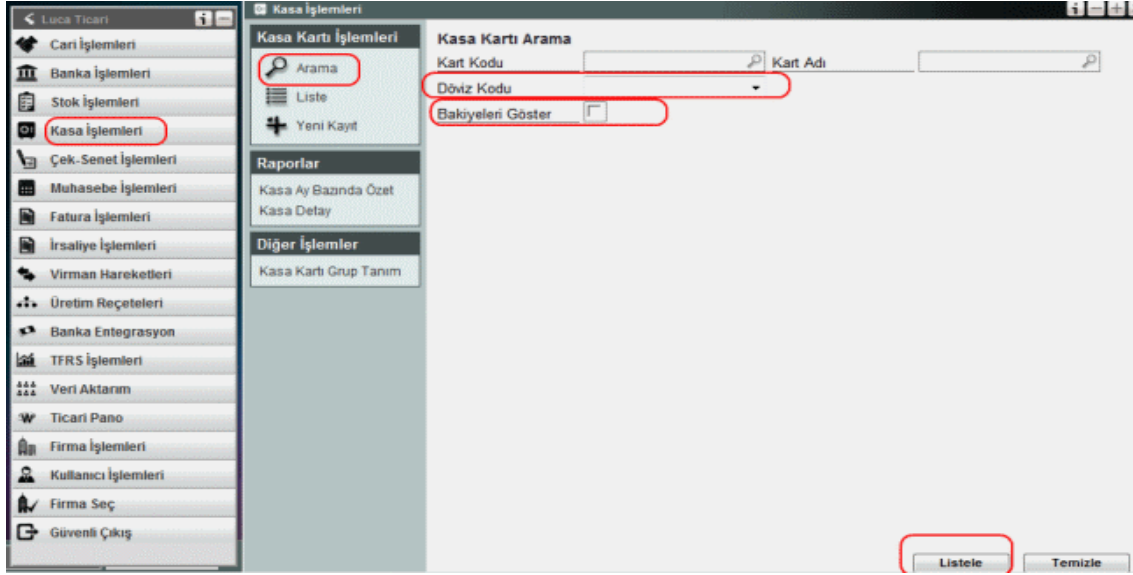 Luca Ticari
Cari İşlemleri
Banka İşlemleri
Stok İşlemleri
Kasa İşlemleri
Çek-Senet İşlemleri
Muhasebe İşlemleri
Fatura İşlemleri
İrsaliye İşlemleri
Virman Hareketleri
Üretim Reçeteleri
Banka Entegrasyon
TFRS İşlemleri
Veri Aktarım
Ticari Pano
Firma İşlemleri
Kullanıcı İşlemleri
Firma Seç
Güvenli Çıkış
Kasa İşlemleri
Kasa Kartı İşlemleri
Arama
Liste
Yeni Kayıt
Raporlar
Kasa Ay Bazında Özet
Kasa Detay
Diğer İşlemler
Kasa Kartı Grup Tanım
Kasa Kartı Arama
Kart Kodu Kart Adı
Döviz Kodu
Bakiyeleri Göster
Listele Temizle